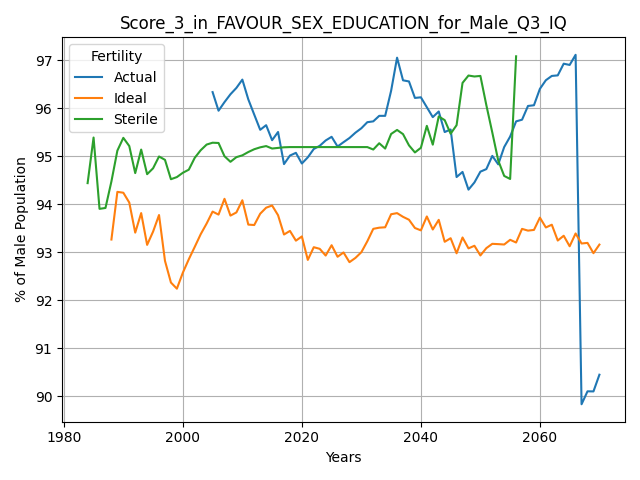 Score_3_in_FAVOUR_SEX_EDUCATION_for_Male_Q3_IQ
Fertility
Actual
Ideal
Sterile
% of Male Population
97
96
95
94
93
92
91
90
1980
2000
2020
2040
2060
Years